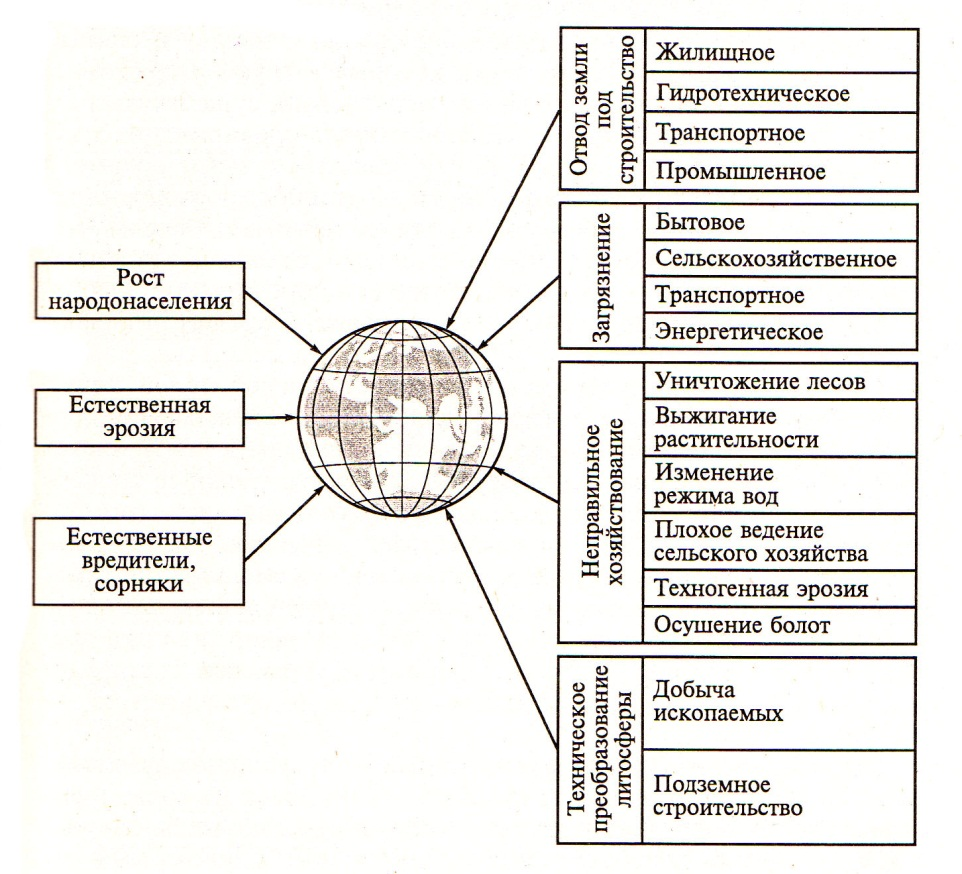 Рост
народонаселения
Естественная
эрозия
Естественные
вредители,
сорняки
Отвод земли
под
строительство
Жилищное
Гидротехническое
Транспортное
Промышленное
Загрязнение
Бытовое
Сельскохозяйственное
Транспортное
Энергетическое
Неправильное
хозяйствование
Уничтожение лесов
Выжигание
растительности
Изменение
режима вод
Плохое ведение
сельского хозяйства
Техногенная эрозия
Осушение болот
Техническое
преобразование
литосферы
Добыча
ископаемых
Подземное
строительство